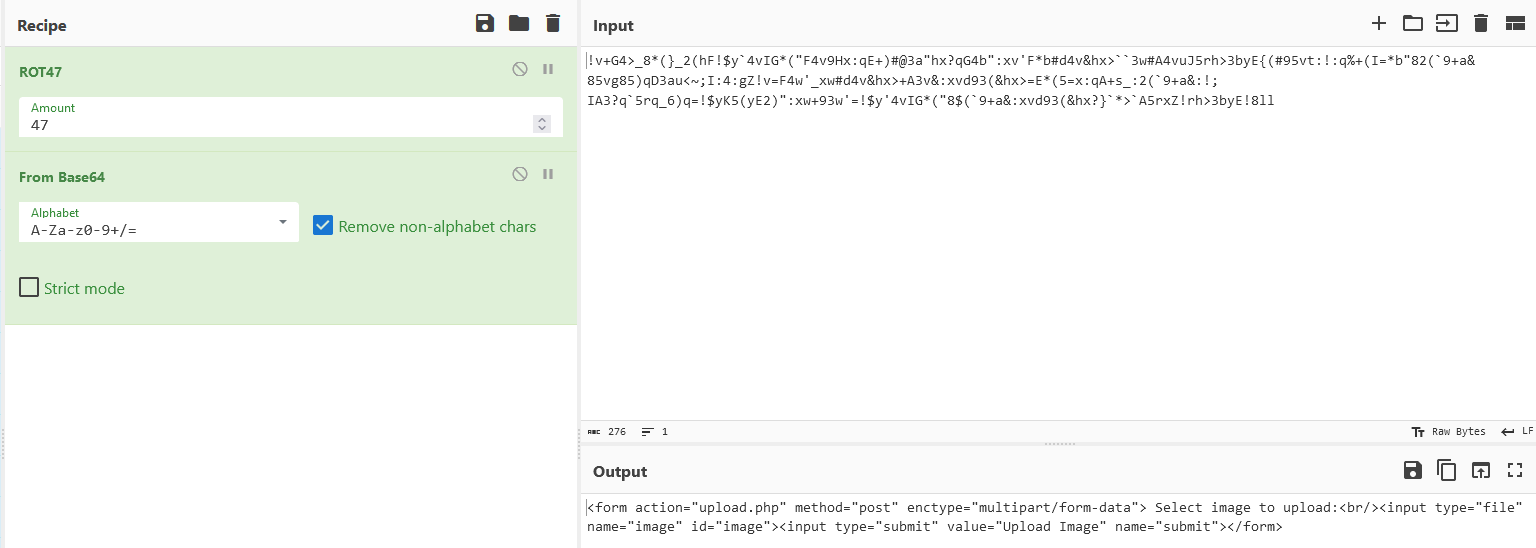 Recipe
Input
ROT47
Amount
47
From Base64
Alphabet
A-Za-z0-9+/=
Remove non-alphabet chars
Strict mode
!v+G4>_8*(}_2(hF!$y`4vIG*("F4v9Hx:qE+)#@3a"hx?qG4b":xv'F*b#d4v&hx>``3w#A4vuJ5rh>3byE{(#95vt:!:q%+(I=*b"82(`9+a&
85vg85)qD3au<~;I:4:gZ!v=F4w'_xw#d4v&hx>+A3v&:xvd93(&hx>=E*(5=x:qA+s_:2(`9+a&:!;
IA3?q`5rq_6)q=!$yK5(yE2)":xw+93w'=!$y'4vIG*("8$(`9+a&:xvd93(&hx?}`*>`A5rxZ!rh>3byE!8ll
ABC 276 1
Tт Raw Bytes LF
Output
<form action="upload.php" method="post" enctype="multipart/form-data"> Select image to upload:<br/><input type="file"
name="image" id="image"><input type="submit" value="Upload Image" name="submit"></form>